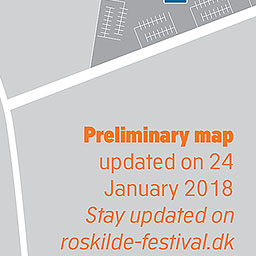 Preliminary map
updated on 24
January 2018
Stay updated on
roskilde-festival.dk